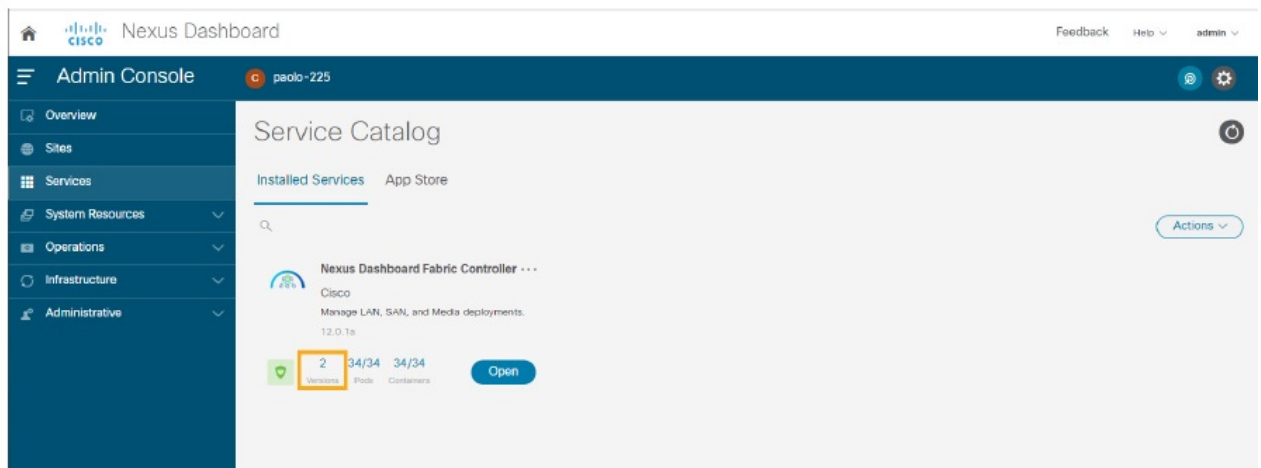 cisco Nexus Dashboard Feedback Help admin
Admin Console C paolo-225
Overview
Sites
Services
System Resources
Operations
Infrastructure
Administrative
Service Catalog
Installed Services App Store
Actions
Nexus Dashboard Fabric Controller ···
Cisco
Manage LAN, SAN, and Media deployments.
12.0.1a
2 34/34 34/34
Versions Pods Containers
Open